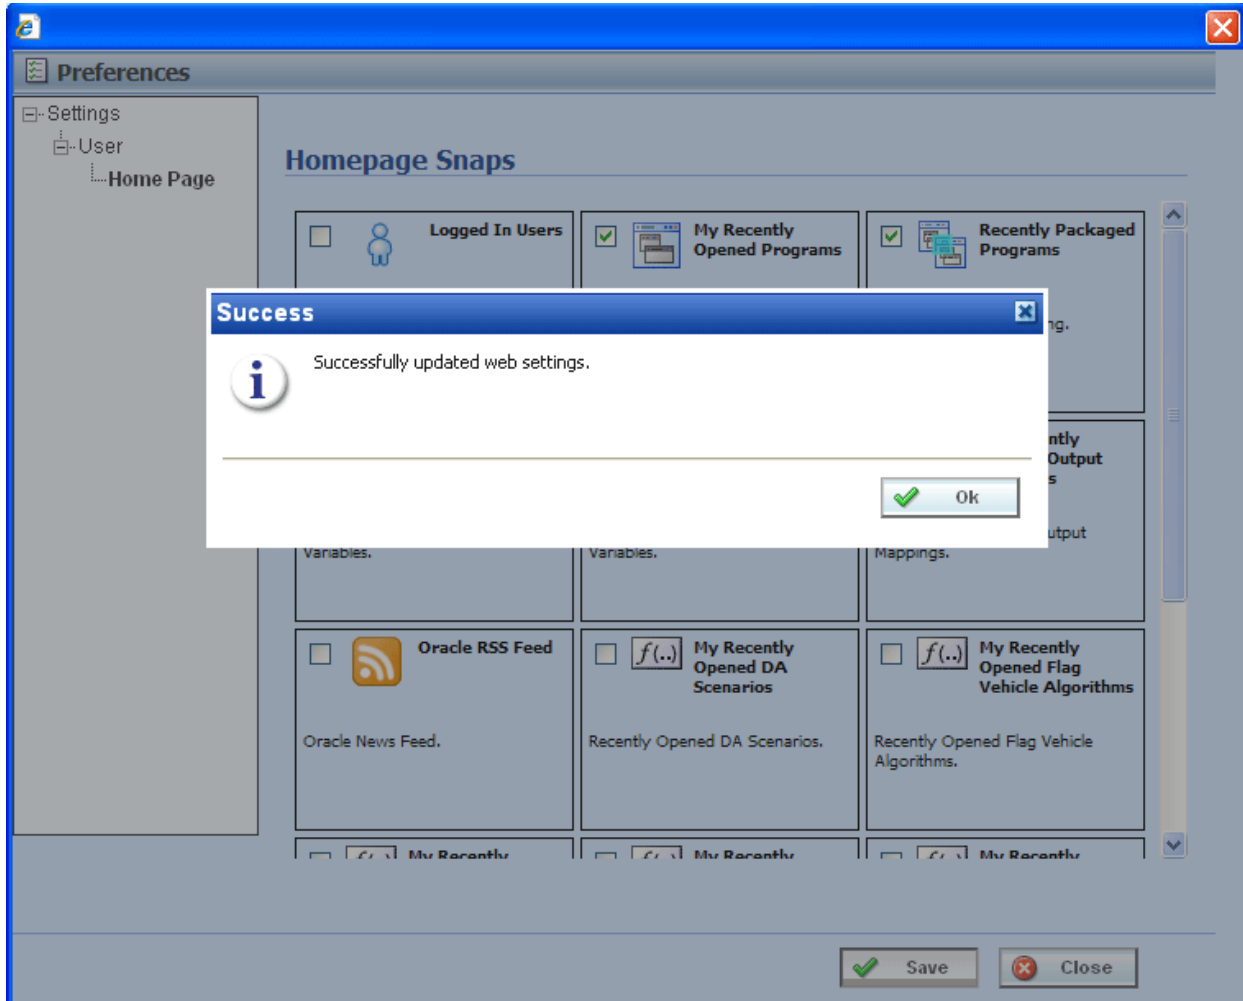 Preferences
Settings
User
Home Page
Homepage Snaps
Logged In Users
My Recently
Opened Programs
Recently Packaged
Programs
ng.
Success
Successfully updated web settings.
Ok
ntly
Output
s
utput
Variables.
Variables.
Mappings.
Oracle RSS Feed
Oracle News Feed.
f(..)
My Recently
Opened DA
Scenarios
Recently Opened DA Scenarios.
f(..)
My Recently
Opened Flag
Vehicle Algorithms
Recently Opened Flag Vehicle
Algorithms.
My Recently
My Recently
My Recently
Save
Close